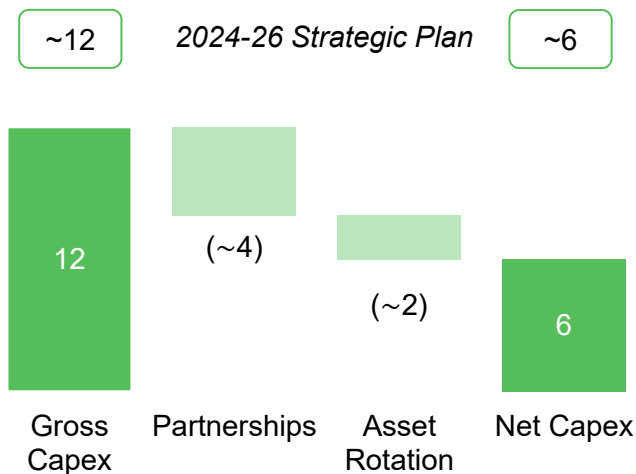 ~12 2024-26 Strategic Plan ~6
12
(~4)
(~2)
6
Gross Capex
Partnerships
Asset Rotation
Net Capex